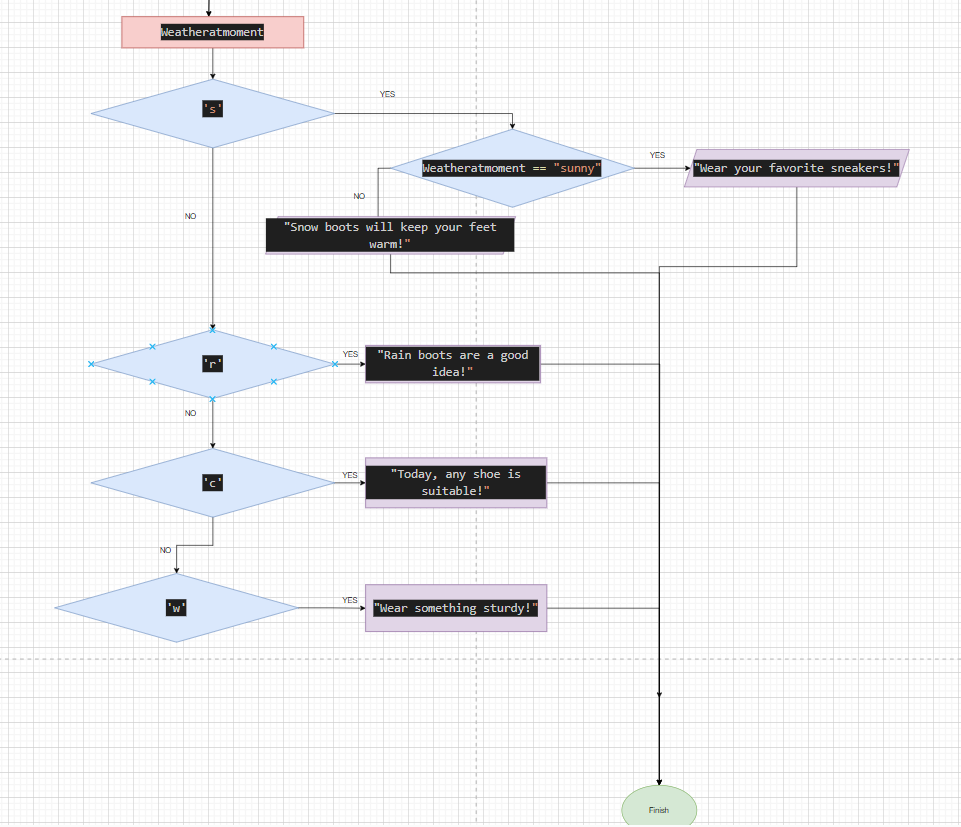 Weatheratmoment
's'
YES
Weatheratmoment == "sunny"
YES
"Wear your favorite sneakers!"
NO
"Snow boots will keep your feet
warm!"
NO
'r'
YES
"Rain boots are a good
idea!"
NO
'c'
YES
"Today, any shoe is
suitable!"
NO
'w'
YES
"Wear something sturdy!"
Finish